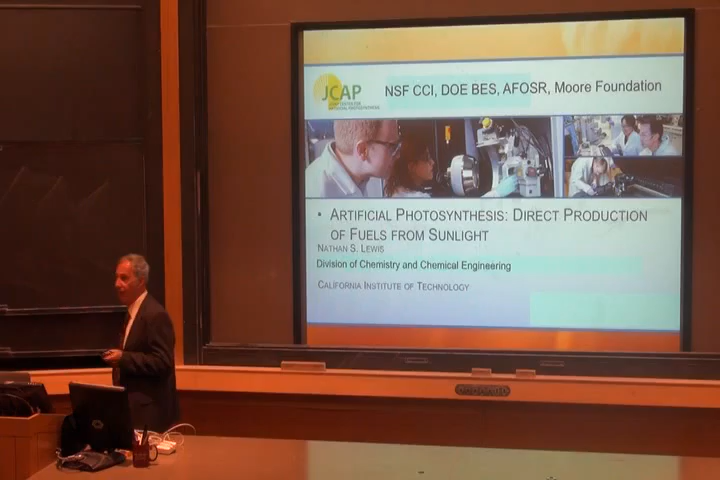 JCAP
NSF CCI, DOE BES, AFOSR, Moore Foundation
• ARTIFICIAL PHOTOSYNTHESIS: DIRECT PRODUCTION
OF FUELS FROM SUNLIGHT
NATHAN S. LEWIS
Division of Chemistry and Chemical Engineering
CALIFORNIA INSTITUTE OF TECHNOLOGY